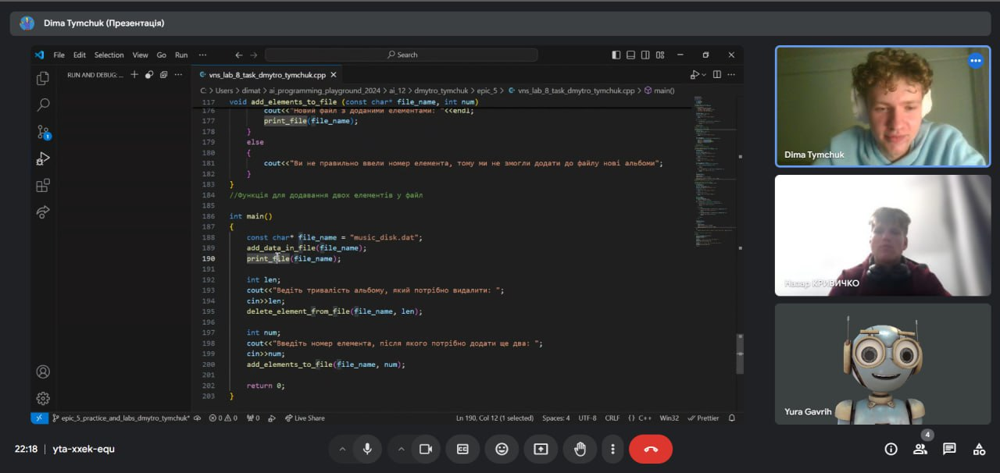 Dima Tymchuk (Презентація)
File Edit Selection View Go Run ··· Search
RUN AND DEBUG: ...
vns_lab_8_task_dmytro_tymchuk.cpp
C: > Users > dimat > ai_programming_playground_2024 > ai_12 > dmytro_tymchuk > epic_5 > vns_lab_8_task_dmytro_tymchuk.cpp > main()
117 void add_elements_to_file (const char* file_name, int num)
176 cout<<"Новий файл з доданими елементами: "<<endl;
177 print_file(file_name);
178 }
179 else
180 {
181 cout<<"Ви не правильно ввели номер елемента, тому ми не змогли додати до файлу нові альбоми";
182 }
183 }
184 //Функція для додавання двох елементів у файл
185
186 int main()
187 {
188 const char* file_name = "music_disk.dat";
189 add_data_in_file(file_name);
190 print_file(file_name);
191
192 int len;
193 cout<<"Ведіть тривалість альбому, який потрібно видалити: ";
194 cin>>len;
195 delete_element_from_file(file_name, len);
196
197 int num;
198 cout<<"Введіть номер елемента, після якого потрібно додати ще два: ";
199 cin>>num;
200 add_elements_to_file(file_name, num);
201
202 return 0;
203 }
1
epic_5_practice_and_labs_dmytro_tymchuk* 0 0 0 Live Share Ln 190, Col 12 (1 selected) Spaces: 4 UTF-8 CRLF {} C++ Win32 Prettier
Dima Tymchuk
Назар КРИВИЧКО
Yura Gavrih
22:18 | yta-xxek-equ
4